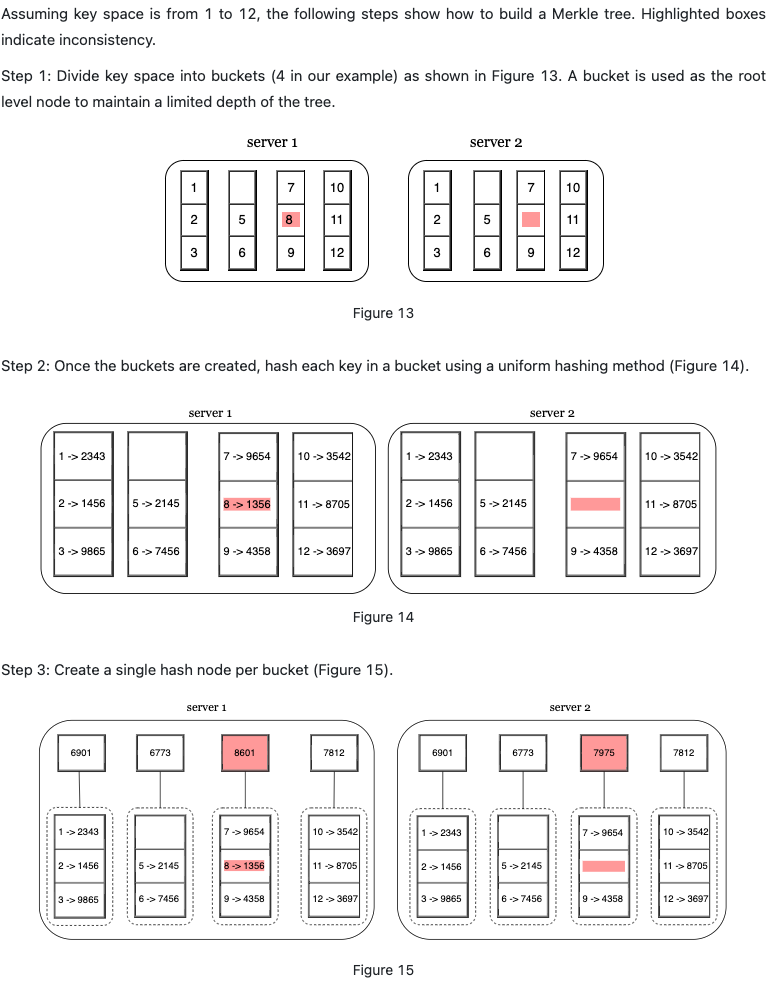 Assuming key space is from 1 to 12, the following steps show how to build a Merkle tree. Highlighted boxes
indicate inconsistency.
Step 1: Divide key space into buckets (4 in our example) as shown in Figure 13. A bucket is used as the root
level node to maintain a limited depth of the tree.
server 1 server 2
1 7 10 1 7 10
2 5 8 11 2 5 11
3 6 9 12 3 6 9 12
Figure 13
Step 2: Once the buckets are created, hash each key in a bucket using a uniform hashing method (Figure 14).
server 1 server 2
1 -> 2343 7 -> 9654 10 -> 3542 1 -> 2343 7 -> 9654 10 -> 3542
2 -> 1456 5 -> 2145 8 -> 1356 11 -> 8705 2 -> 1456 5 -> 2145 11 -> 8705
3 -> 9865 6 -> 7456 9 -> 4358 12 -> 3697 3 -> 9865 6 -> 7456 9 -> 4358 12 -> 3697
Figure 14
Step 3: Create a single hash node per bucket (Figure 15).
server 1 server 2
6901 6773 8601 7812 6901 6773 7975 7812
1 -> 2343 7 -> 9654 10 -> 3542 1 -> 2343 7 -> 9654 10 -> 3542
2 -> 1456 5 -> 2145 8 -> 1356 11 -> 8705 2 -> 1456 5 -> 2145 11 -> 8705
3 -> 9865 6 -> 7456 9 -> 4358 12 -> 3697 3 -> 9865 6 -> 7456 9 -> 4358 12 -> 3697
Figure 15